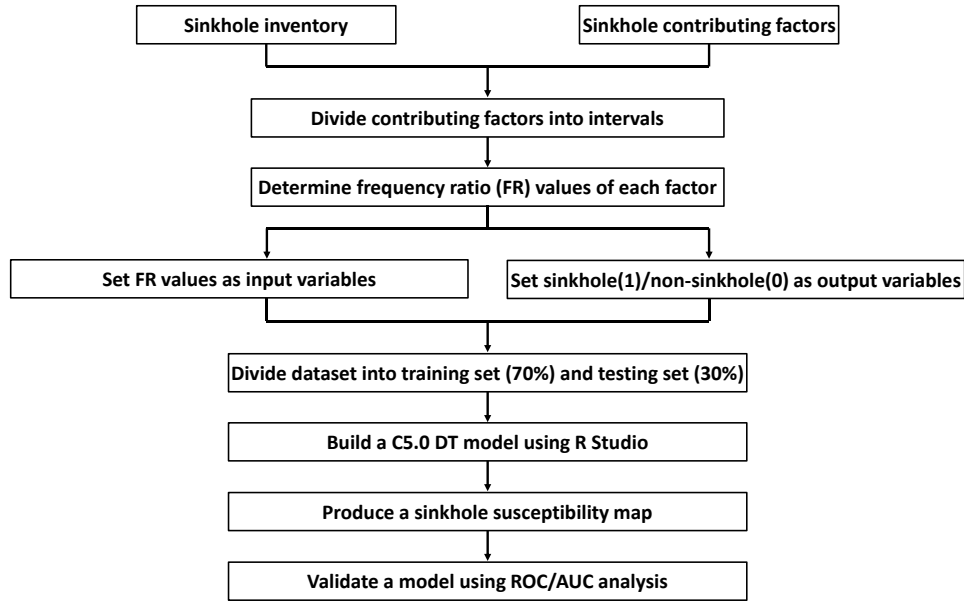 Sinkhole inventory
Sinkhole contributing factors
Divide contributing factors into intervals
Determine frequency ratio (FR) values of each factor
Set FR values as input variables
Set sinkhole(1)/non-sinkhole(0) as output variables
Divide dataset into training set (70%) and testing set (30%)
Build a C5.0 DT model using R Studio
Produce a sinkhole susceptibility map
Validate a model using ROC/AUC analysis